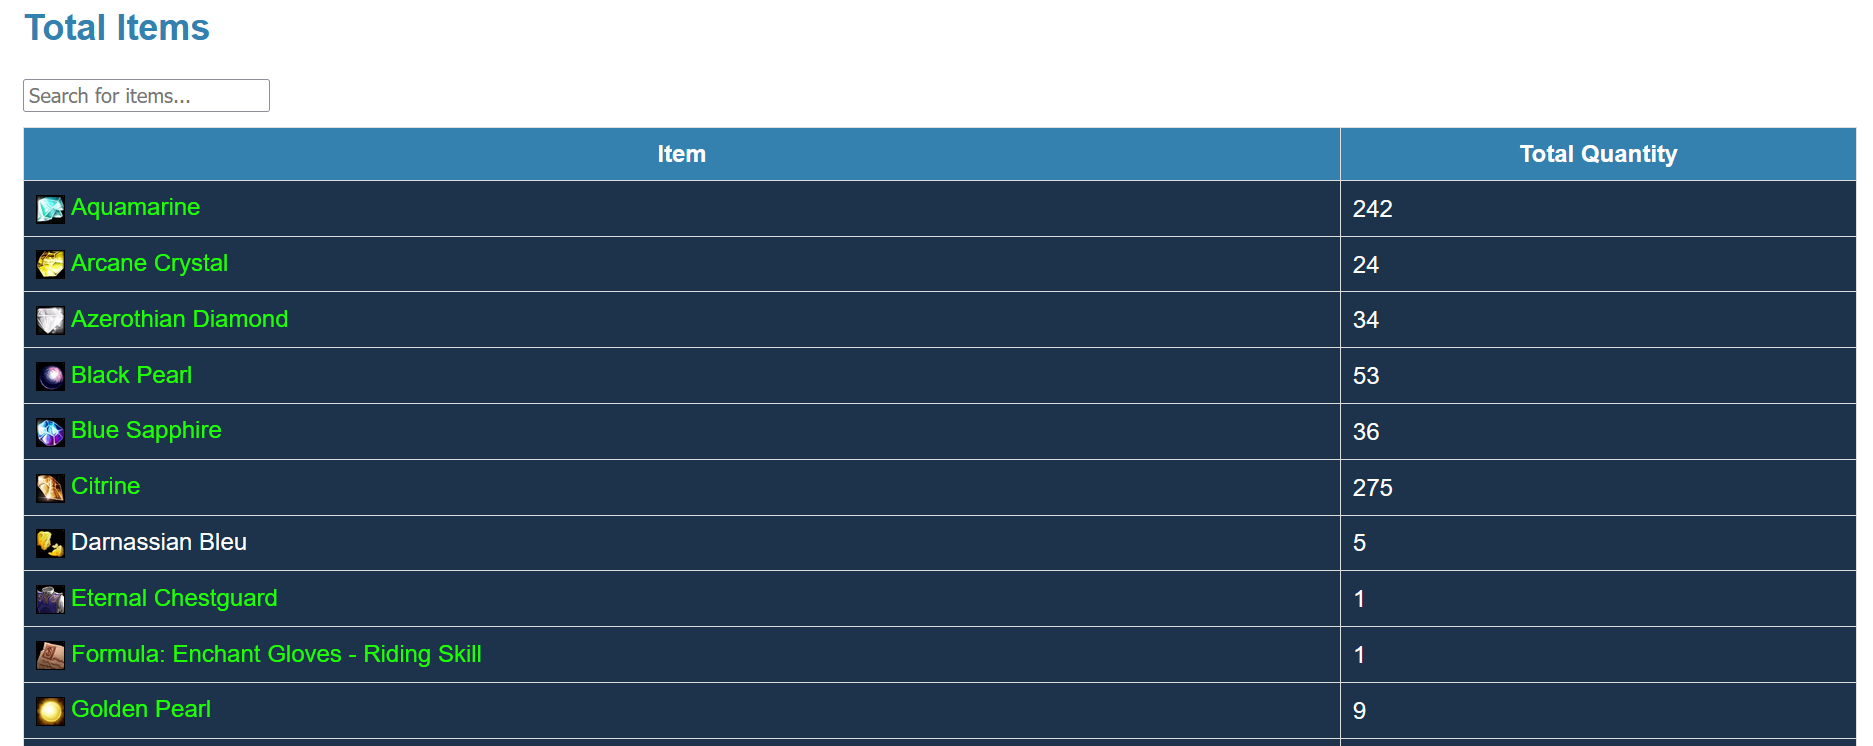 Total Items
Search for items...
Item Total Quantity
Aquamarine 242
Arcane Crystal 24
Azerothian Diamond 34
Black Pearl 53
Blue Sapphire 36
Citrine 275
Darnassian Bleu 5
Eternal Chestguard 1
Formula: Enchant Gloves - Riding Skill 1
Golden Pearl 9